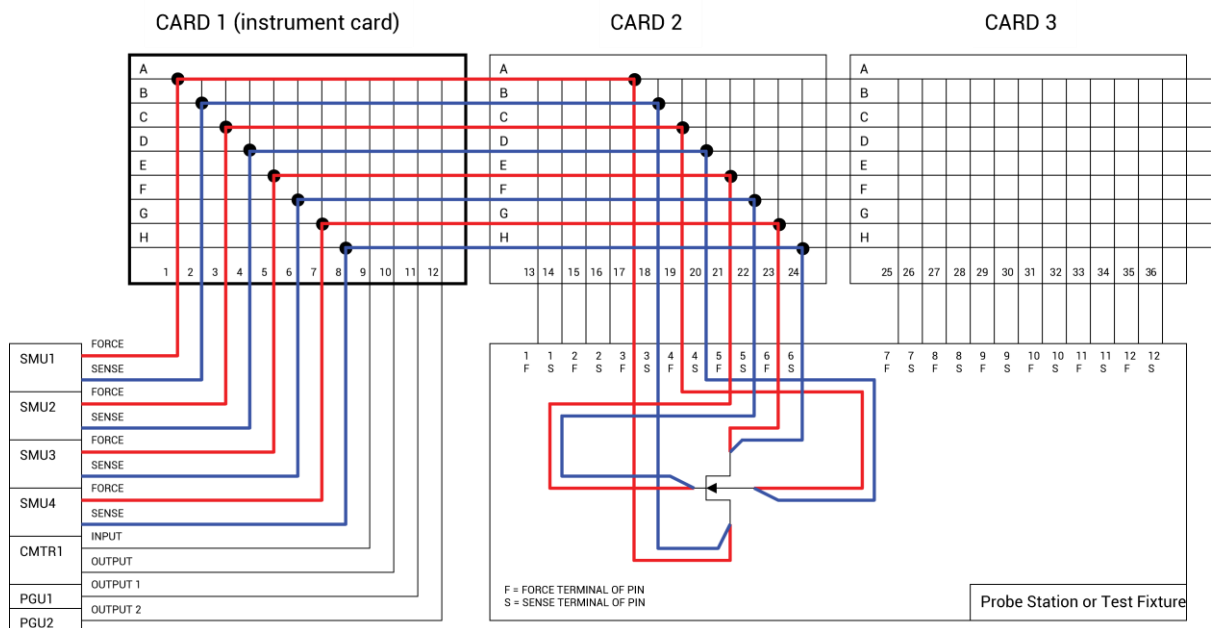 CARD 1 (instrument card) CARD 2 CARD 3
A A A
B B B
C C C
D D D
E E E
F F F
G G G
H H H
1 2 3 4 5 6 7 8 9 10 11 12 13 14 15 16 17 18 19 20 21 22 23 24 25 26 27 28 29 30 31 32 33 34 35 36
SMU1 FORCE
SENSE
SMU2 FORCE
SENSE
SMU3 FORCE
SENSE
SMU4 FORCE
SENSE
CMTR1 INPUT
OUTPUT
PGU1 OUTPUT 1
PGU2 OUTPUT 2
1 1 2 2 3 3 4 4 5 5 6 6 7 7 8 8 9 9 10 10 11 11 12 12
F S F S F S F S F S F S F S F S F S F S F S F S
F = FORCE TERMINAL OF PIN
S = SENSE TERMINAL OF PIN
Probe Station or Test Fixture